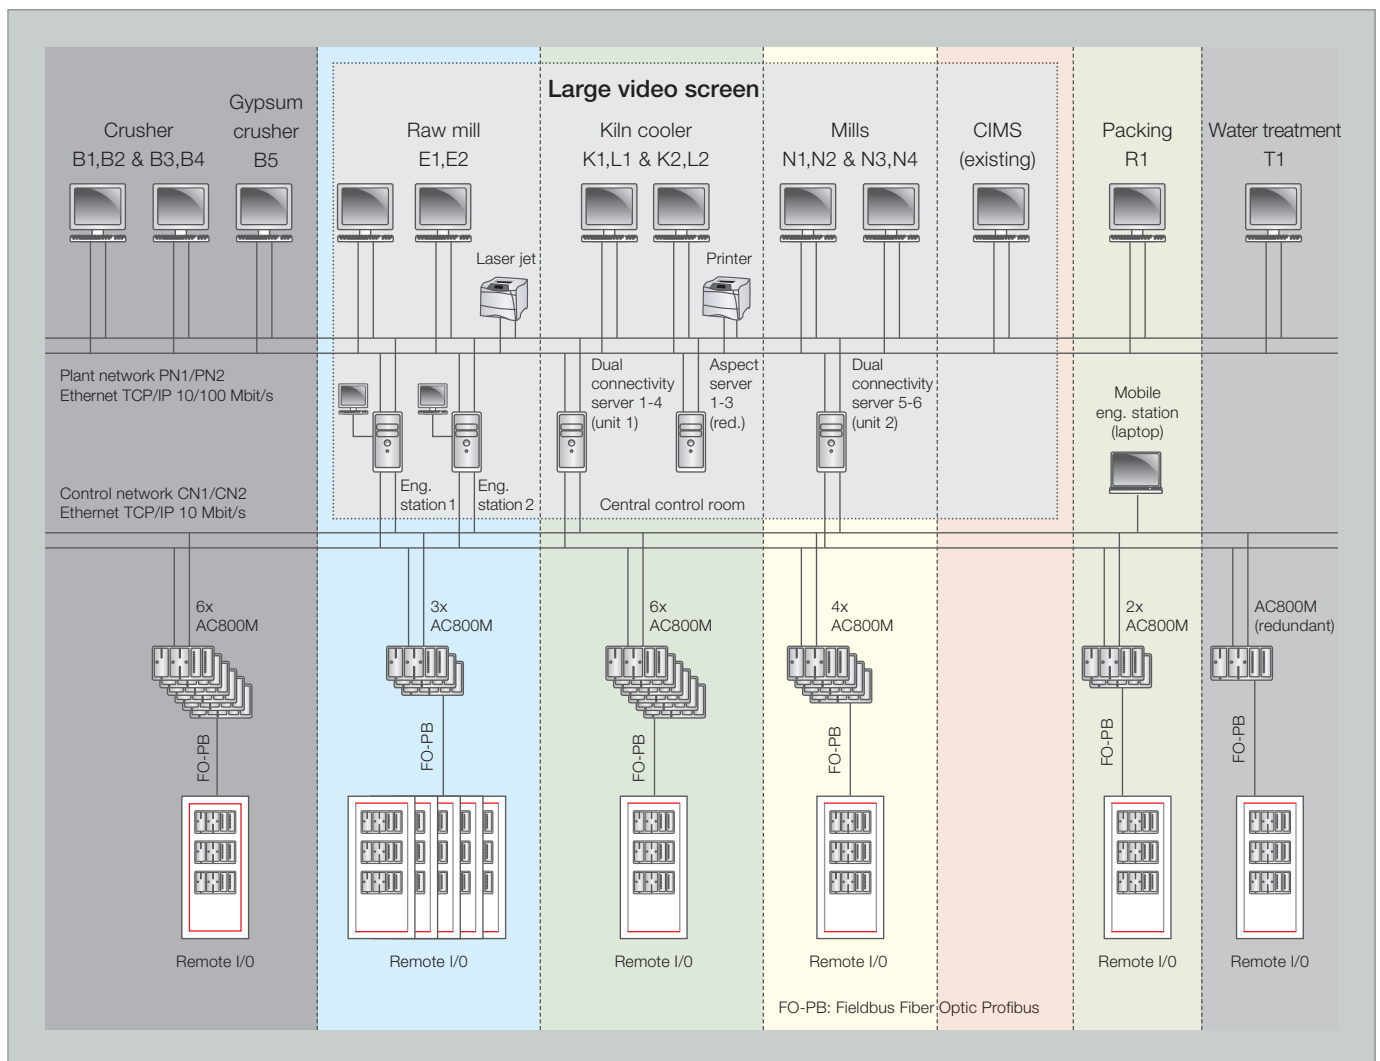 Large video screen
Crusher
B1,B2 & B3,B4
Gypsum
crusher
B5
Raw mill
E1,E2
Kiln cooler
K1,L1 & K2,L2
Mills
N1,N2 & N3,N4
CIMS
(existing)
Packing
R1
Water treatment
T1
Laser jet
Printer
Plant network PN1/PN2
Ethernet TCP/IP 10/100 Mbit/s
Dual
connectivity
server 1-4
(unit 1)
Aspect
server
1-3
(red.)
Dual
connectivity
server 5-6
(unit 2)
Mobile
eng. station
(laptop)
Control network CN1/CN2
Ethernet TCP/IP 10 Mbit/s
Eng.
station 1
Eng.
station 2
Central control room
6x
AC800M
3x
AC800M
6x
AC800M
4x
AC800M
2x
AC800M
AC800M
(redundant)
FO-PB
FO-PB
FO-PB
FO-PB
FO-PB
FO-PB
Remote I/0
Remote I/0
Remote I/0
Remote I/0
Remote I/0
Remote I/0
FO-PB: Fieldbus Fiber Optic Profibus